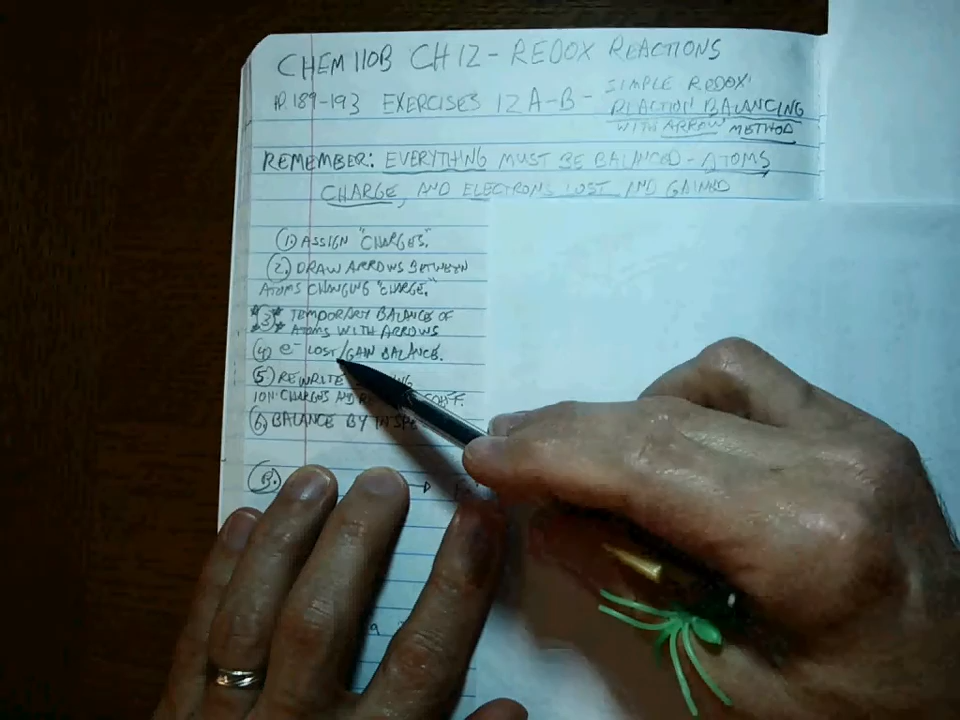 CHEM 110B CH 12 - REDOX REACTIONS
P. 189-193 EXERCISES 12 A-B - SIMPLE REDOX
REACTION BALANCING
WITH ARROW METHOD
REMEMBER: EVERYTHING MUST BE BALANCED - ATOMS
CHARGE, AND ELECTRONS LOST AND GAINED
1. ASSIGN "CHARGES."
2. DRAW ARROWS BETWEEN
ATOMS CHANGING "CHARGE."
*3* TEMPORARY BALANCE OF
ATOMS WITH ARROWS
4. e⁻ LOST/GAIN BALANCE.
5. REWRITE
ION CHARGES AND COEFF.
6. BALANCE BY